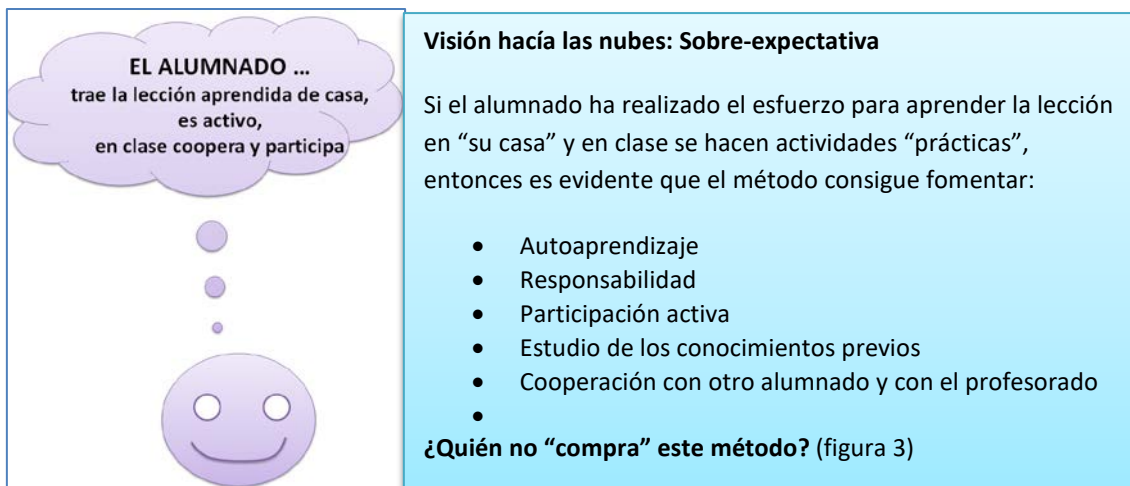 EL ALUMNADO ...
trae la lección aprendida de casa,
es activo,
en clase coopera y participa
Visión hacía las nubes: Sobre-expectativa
Si el alumnado ha realizado el esfuerzo para aprender la lección
en “su casa” y en clase se hacen actividades “prácticas”,
entonces es evidente que el método consigue fomentar:
• Autoaprendizaje
• Responsabilidad
• Participación activa
• Estudio de los conocimientos previos
• Cooperación con otro alumnado y con el profesorado
•
¿Quién no “compra” este método? (figura 3)